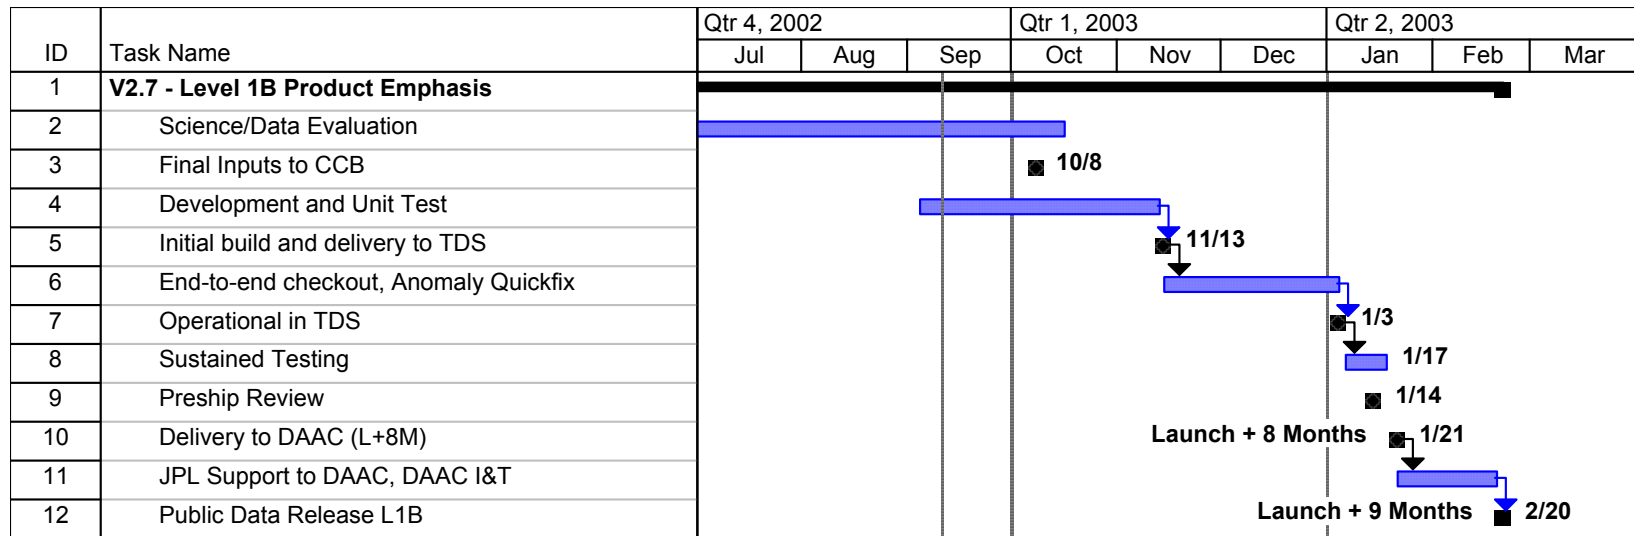 Qtr 4, 2002 Qtr 1, 2003 Qtr 2, 2003
ID Task Name Jul Aug Sep Oct Nov Dec Jan Feb Mar
1 V2.7 - Level 1B Product Emphasis
2 Science/Data Evaluation
3 Final Inputs to CCB 10/8
4 Development and Unit Test
5 Initial build and delivery to TDS 11/13
6 End-to-end checkout, Anomaly Quickfix
7 Operational in TDS 1/3
8 Sustained Testing 1/17
9 Preship Review 1/14
10 Delivery to DAAC (L+8M) Launch + 8 Months 1/21
11 JPL Support to DAAC, DAAC I&T
12 Public Data Release L1B Launch + 9 Months 2/20